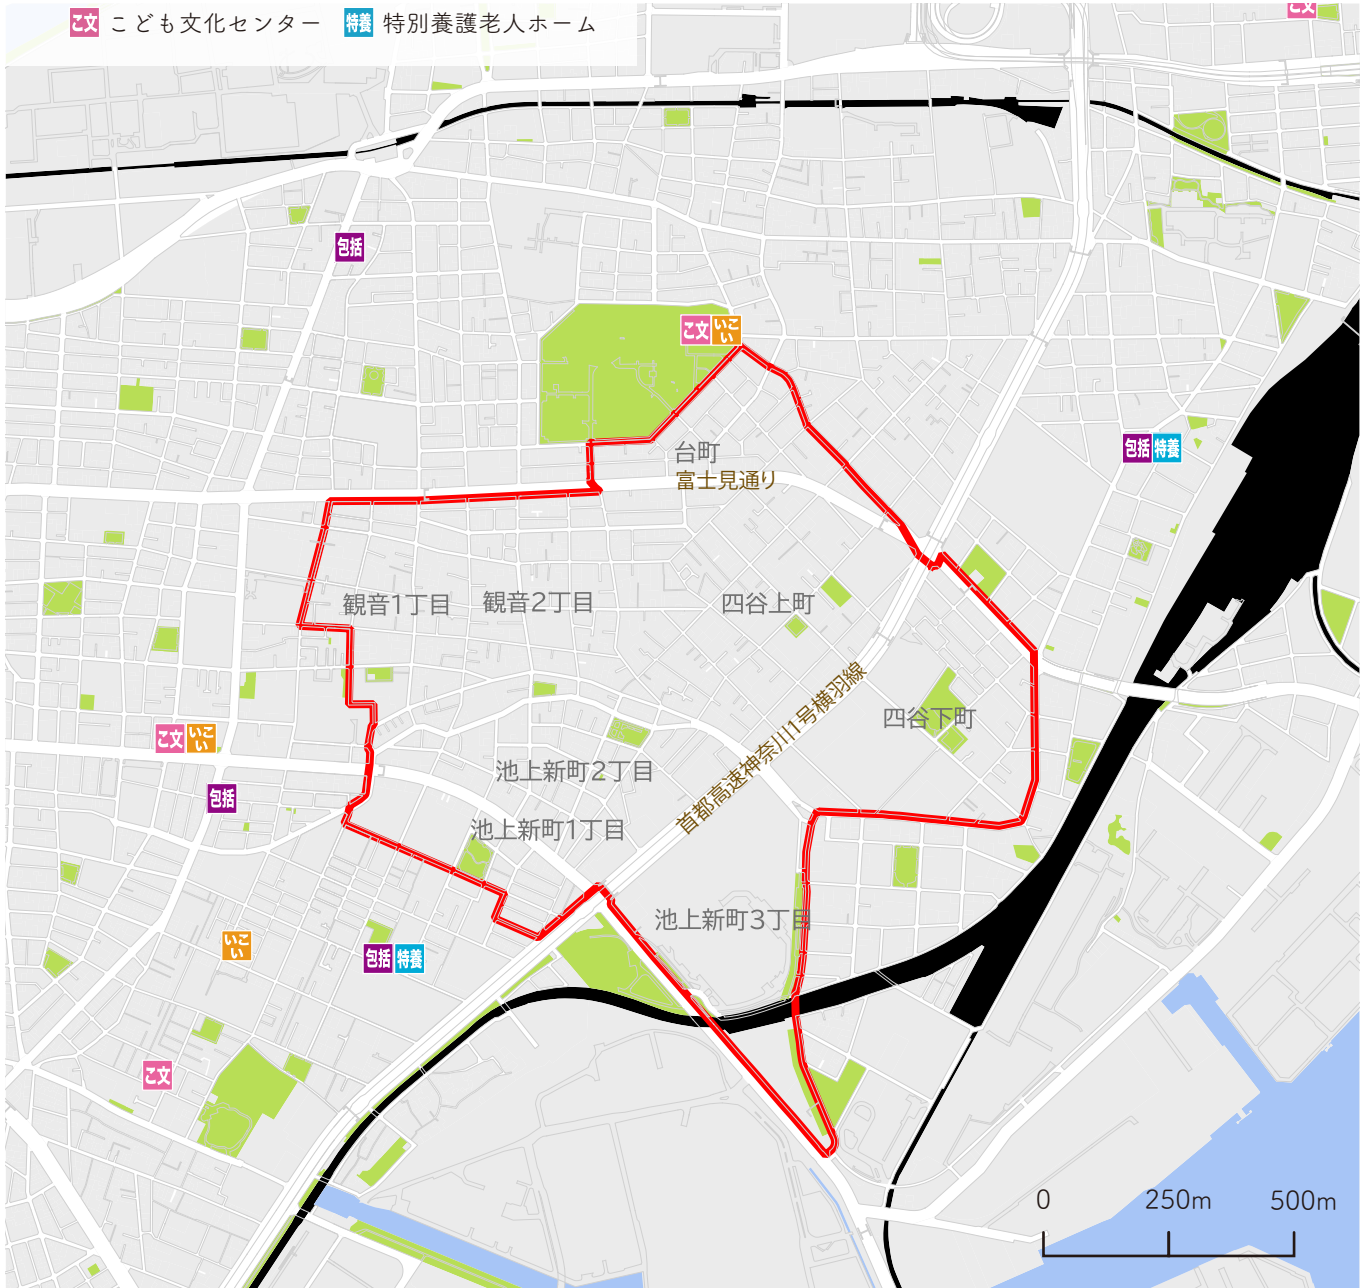 こ文 こども文化センター 特養 特別養護老人ホーム
こ文
包括
こ文 いこい
台町
富士見通り
包括 特養
観音1丁目
観音2丁目
四谷上町
首都高速神奈川1号横羽線
四谷下町
こ文 いこい
池上新町2丁目
包括
池上新町1丁目
池上新町3丁目
いこい
包括 特養
こ文
0 250m 500m